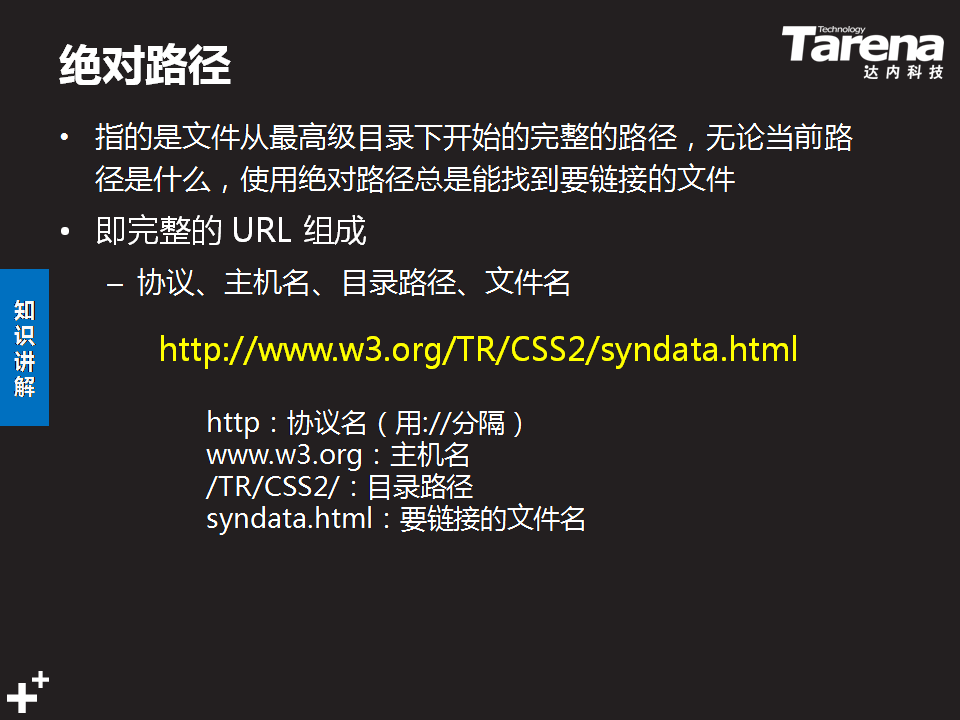 绝对路径
Technology
Tarena
达内科技
• 指的是文件从最高级目录下开始的完整的路径，无论当前路
径是什么，使用绝对路径总是能找到要链接的文件
• 即完整的 URL 组成
– 协议、主机名、目录路径、文件名
知识讲解
http://www.w3.org/TR/CSS2/syndata.html
http：协议名（用://分隔）
www.w3.org：主机名
/TR/CSS2/：目录路径
syndata.html：要链接的文件名